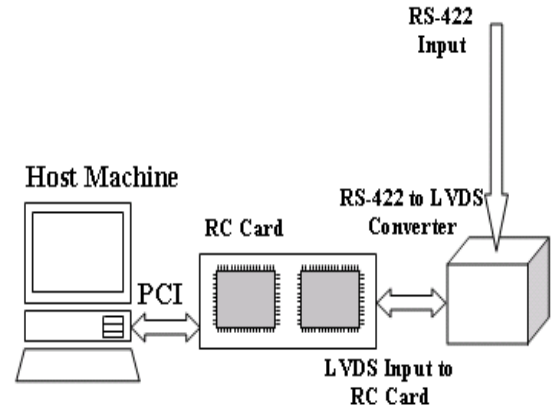 RS-422
Input
Host Machine
RS-422 to LVDS
Converter
RC Card
PCI
LVDS Input to
RC Card